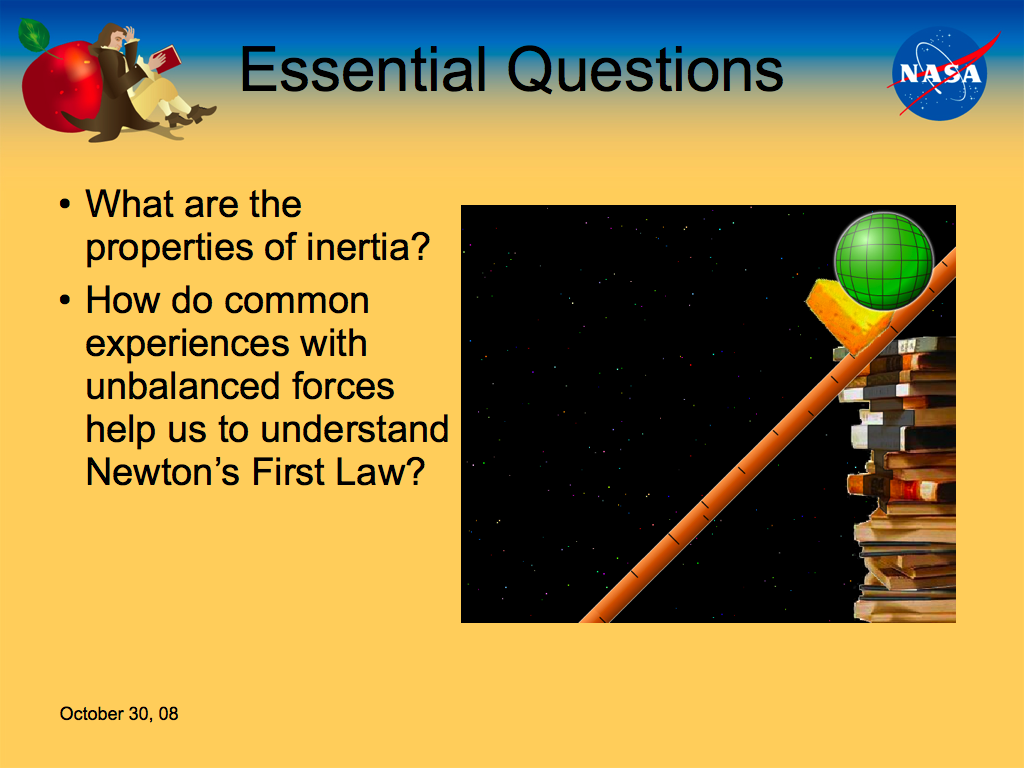 Essential Questions
NASA
• What are the
properties of inertia?
• How do common
experiences with
unbalanced forces
help us to understand
Newton’s First Law?
October 30, 08